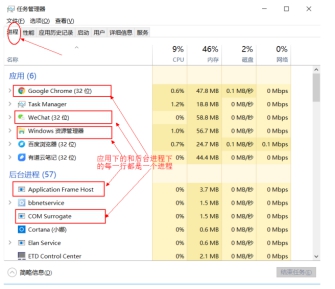 任务管理器
文件(F) 选项(O) 查看(V)
进程 性能 应用历史记录 启动 用户 详细信息 服务
9% 46% 2% 0%
名称 CPU 内存 磁盘 网络
应用 (6)
Google Chrome (32 位) 0.6% 47.8 MB 0.1 MB/秒 0 Mbps
Task Manager 1.2% 18.8 MB 0 MB/秒 0 Mbps
WeChat (32 位) 0% 58.8 MB 0 MB/秒 0 Mbps
Windows 资源管理器 1.0% 56.7 MB 0 MB/秒 0 Mbps
百度浏览器 (32 位) 0.7% 24.7 MB 0.1 MB/秒 0.1 Mbps
有道云笔记 (32 位) 0% 44.4 MB 0 MB/秒 0 Mbps
应用下的和后台进程下
的每一行都是一个进程
后台进程 (57)
Application Frame Host 0% 3.7 MB 0 MB/秒 0 Mbps
bbnetservice 0% 1.5 MB 0 MB/秒 0 Mbps
COM Surrogate 0% 1.5 MB 0 MB/秒 0 Mbps
Cortana (小娜) 0% 0.6 MB 0 MB/秒 0 Mbps
Elan Service 0% 0.6 MB 0 MB/秒 0 Mbps
ETD Control Center 0% 2.1 MB 0 MB/秒 0 Mbps
简略信息(D) 结束任务(E)